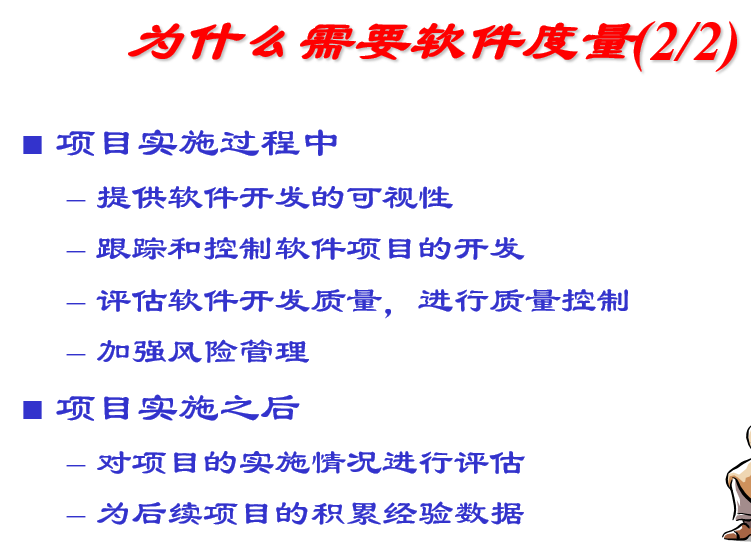 为什么需要软件度量(2/2)
■ 项目实施过程中
– 提供软件开发的可视性
– 跟踪和控制软件项目的开发
– 评估软件开发质量，进行质量控制
– 加强风险管理
■ 项目实施之后
– 对项目的实施情况进行评估
– 为后续项目的积累经验数据